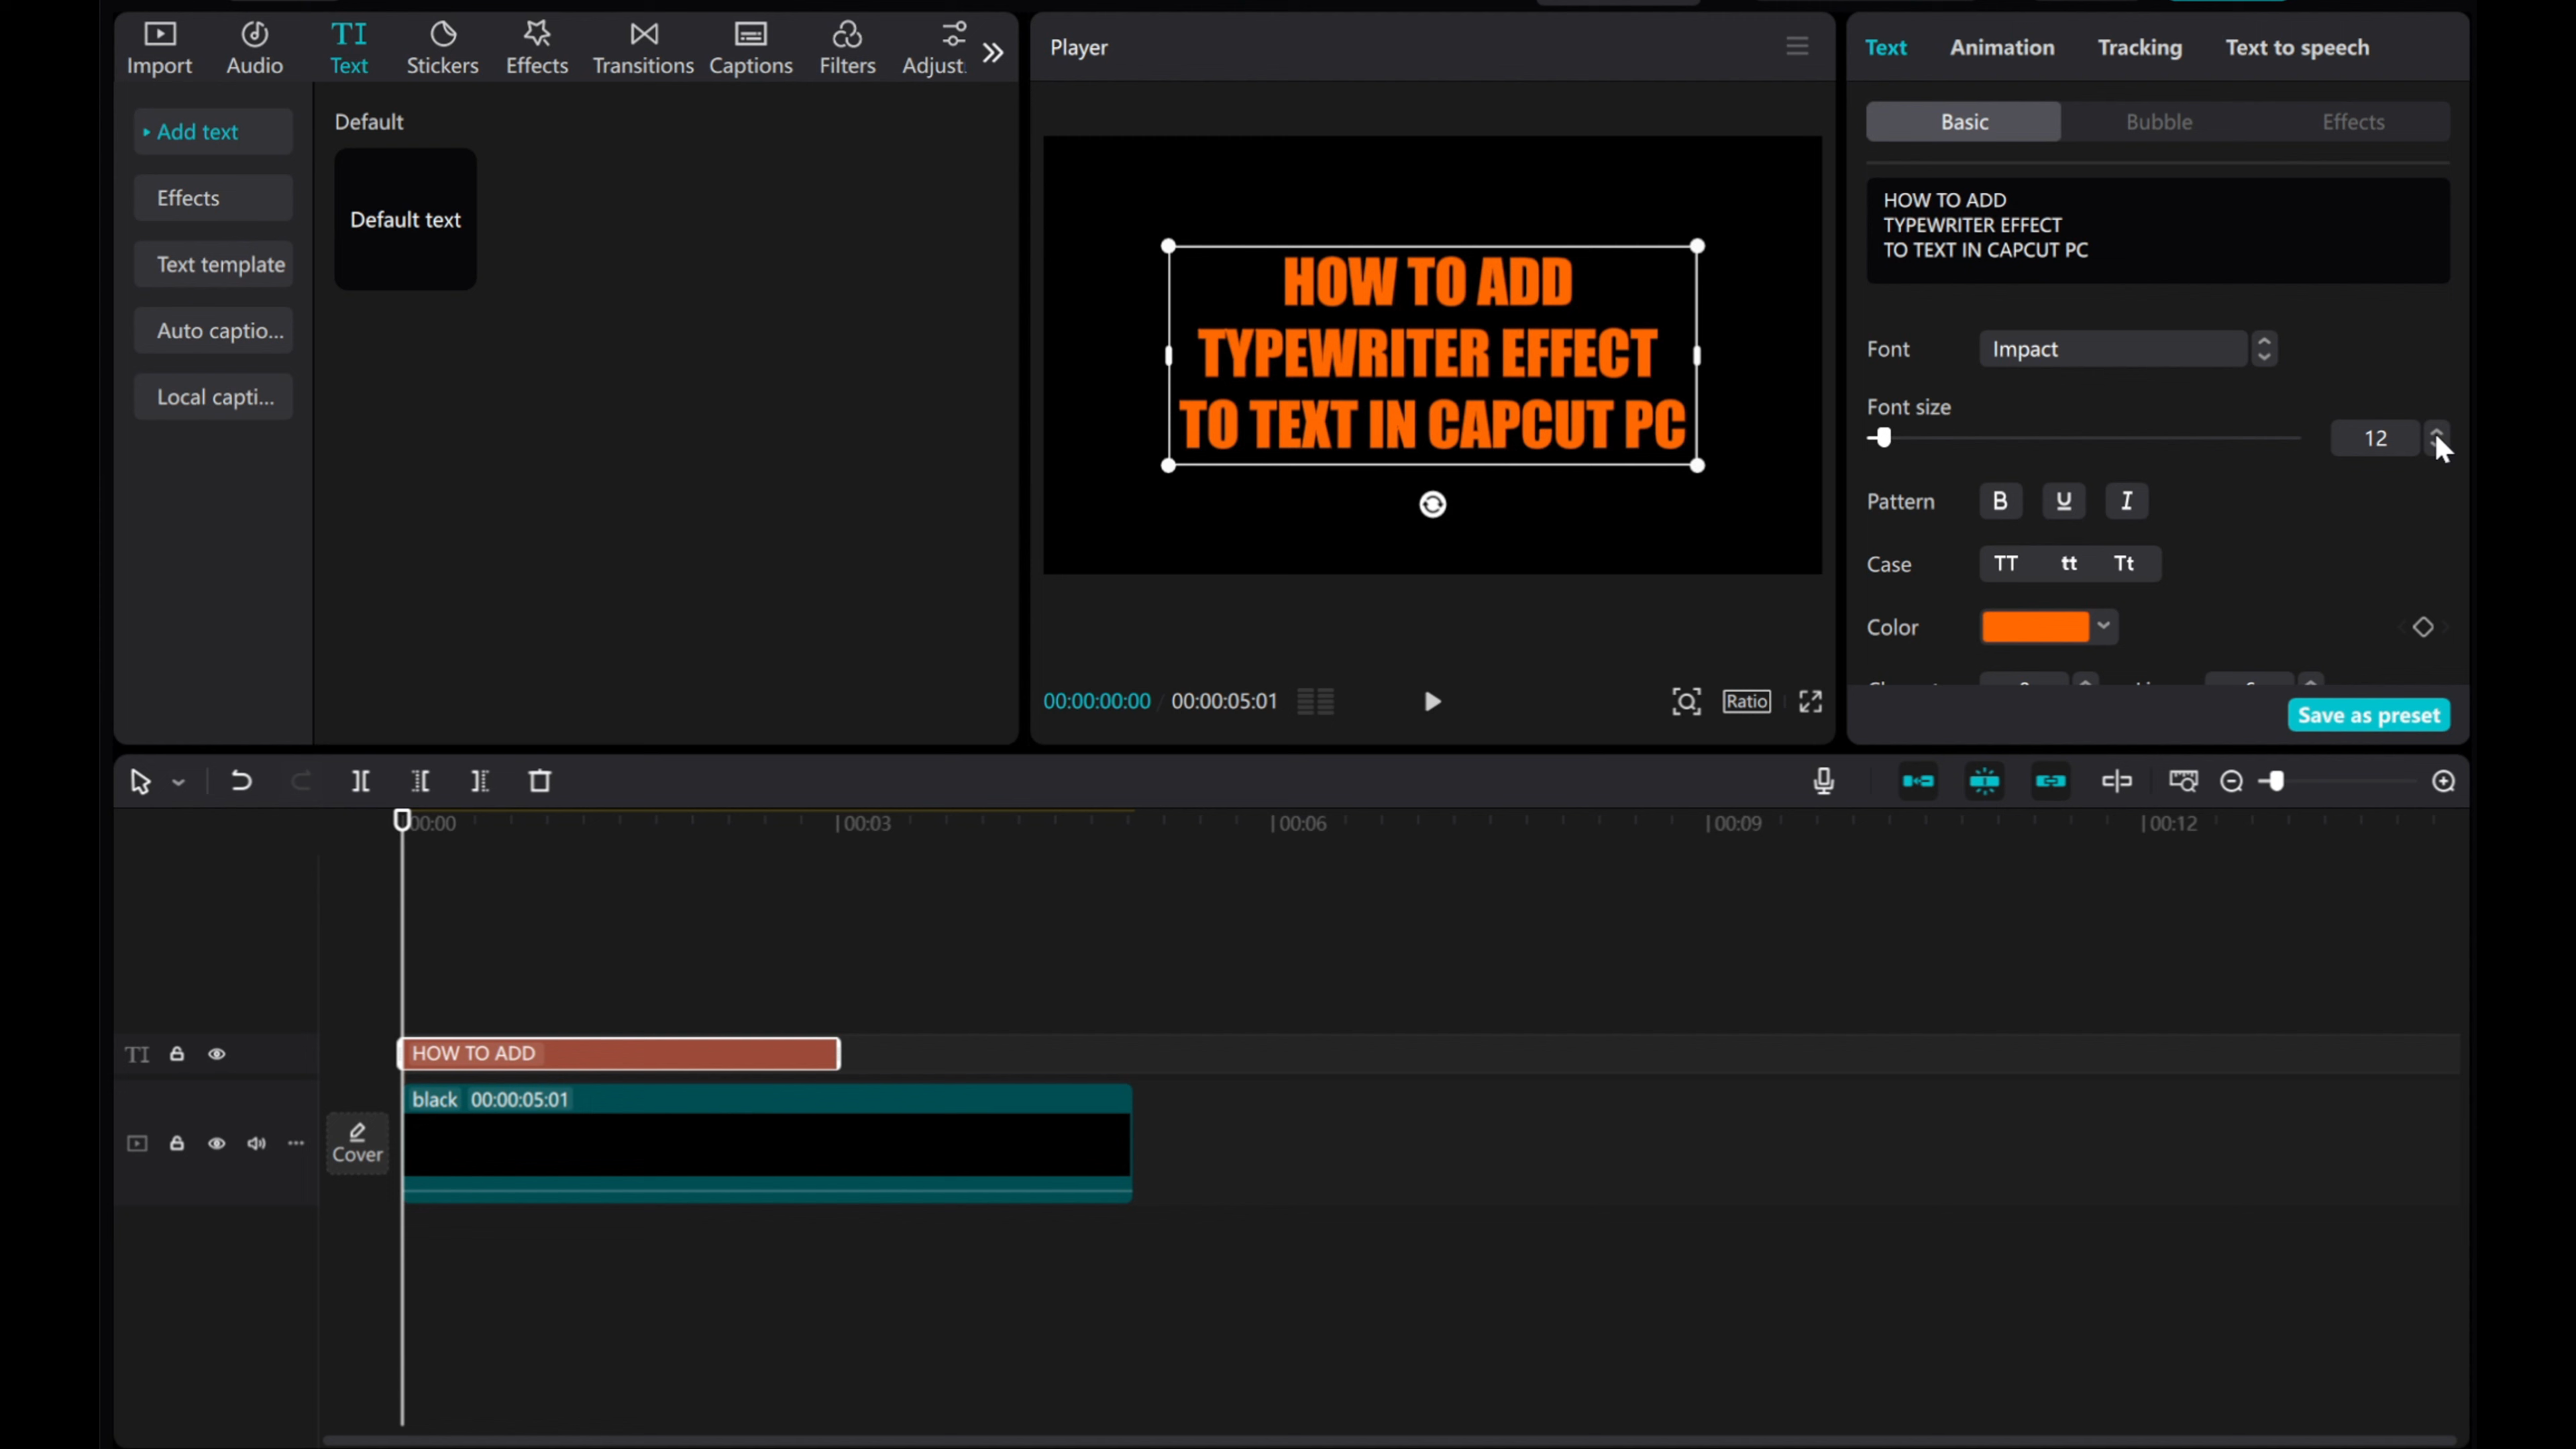 Import Audio TI Text Stickers Effects Transitions Captions Filters Adjust
Default
Add text
Effects
Text template
Auto captio...
Local capti...
Default text
Player
HOW TO ADD
TYPEWRITER EFFECT
TO TEXT IN CAPCUT PC
00:00:00:00 / 00:00:05:01
Ratio
Text Animation Tracking Text to speech
Basic Bubble Effects
HOW TO ADD
TYPEWRITER EFFECT
TO TEXT IN CAPCUT PC
Font Impact
Font size
12
Pattern B U I
Case TT tt Tt
Color
Save as preset
00:00 00:03 00:06 00:09 00:12
TI HOW TO ADD
black 00:00:05:01
Cover